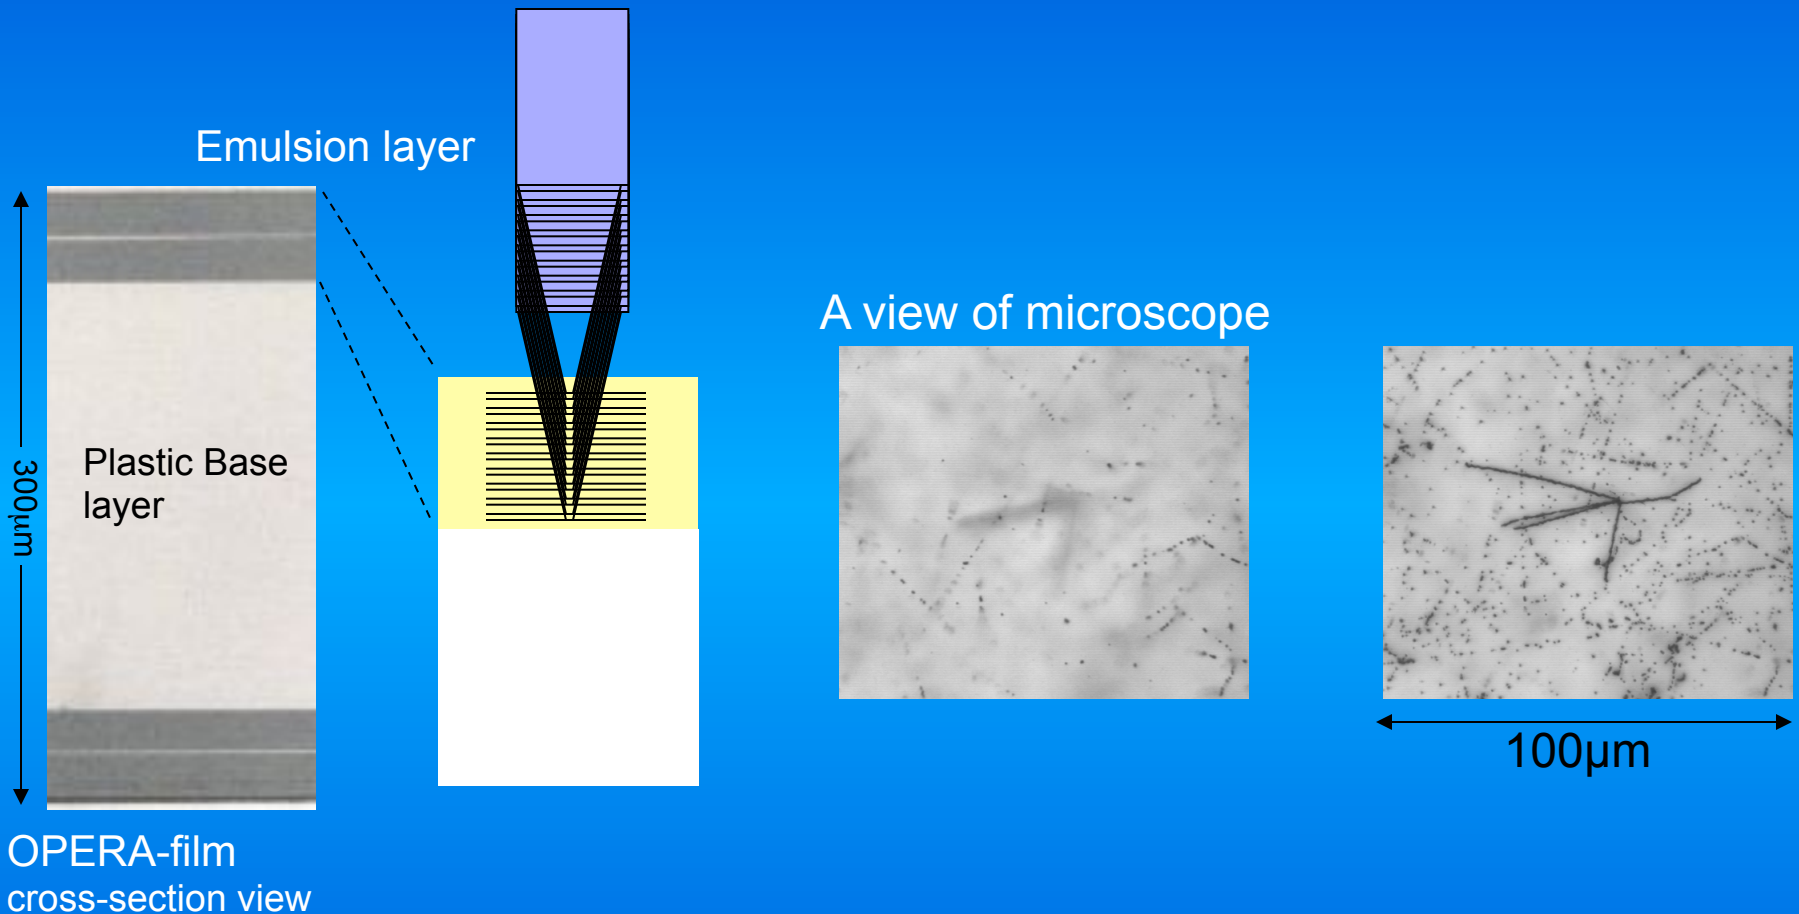 Emulsion layer
A view of microscope
Plastic Base
layer
300μm
100μm
OPERA-film
cross-section view